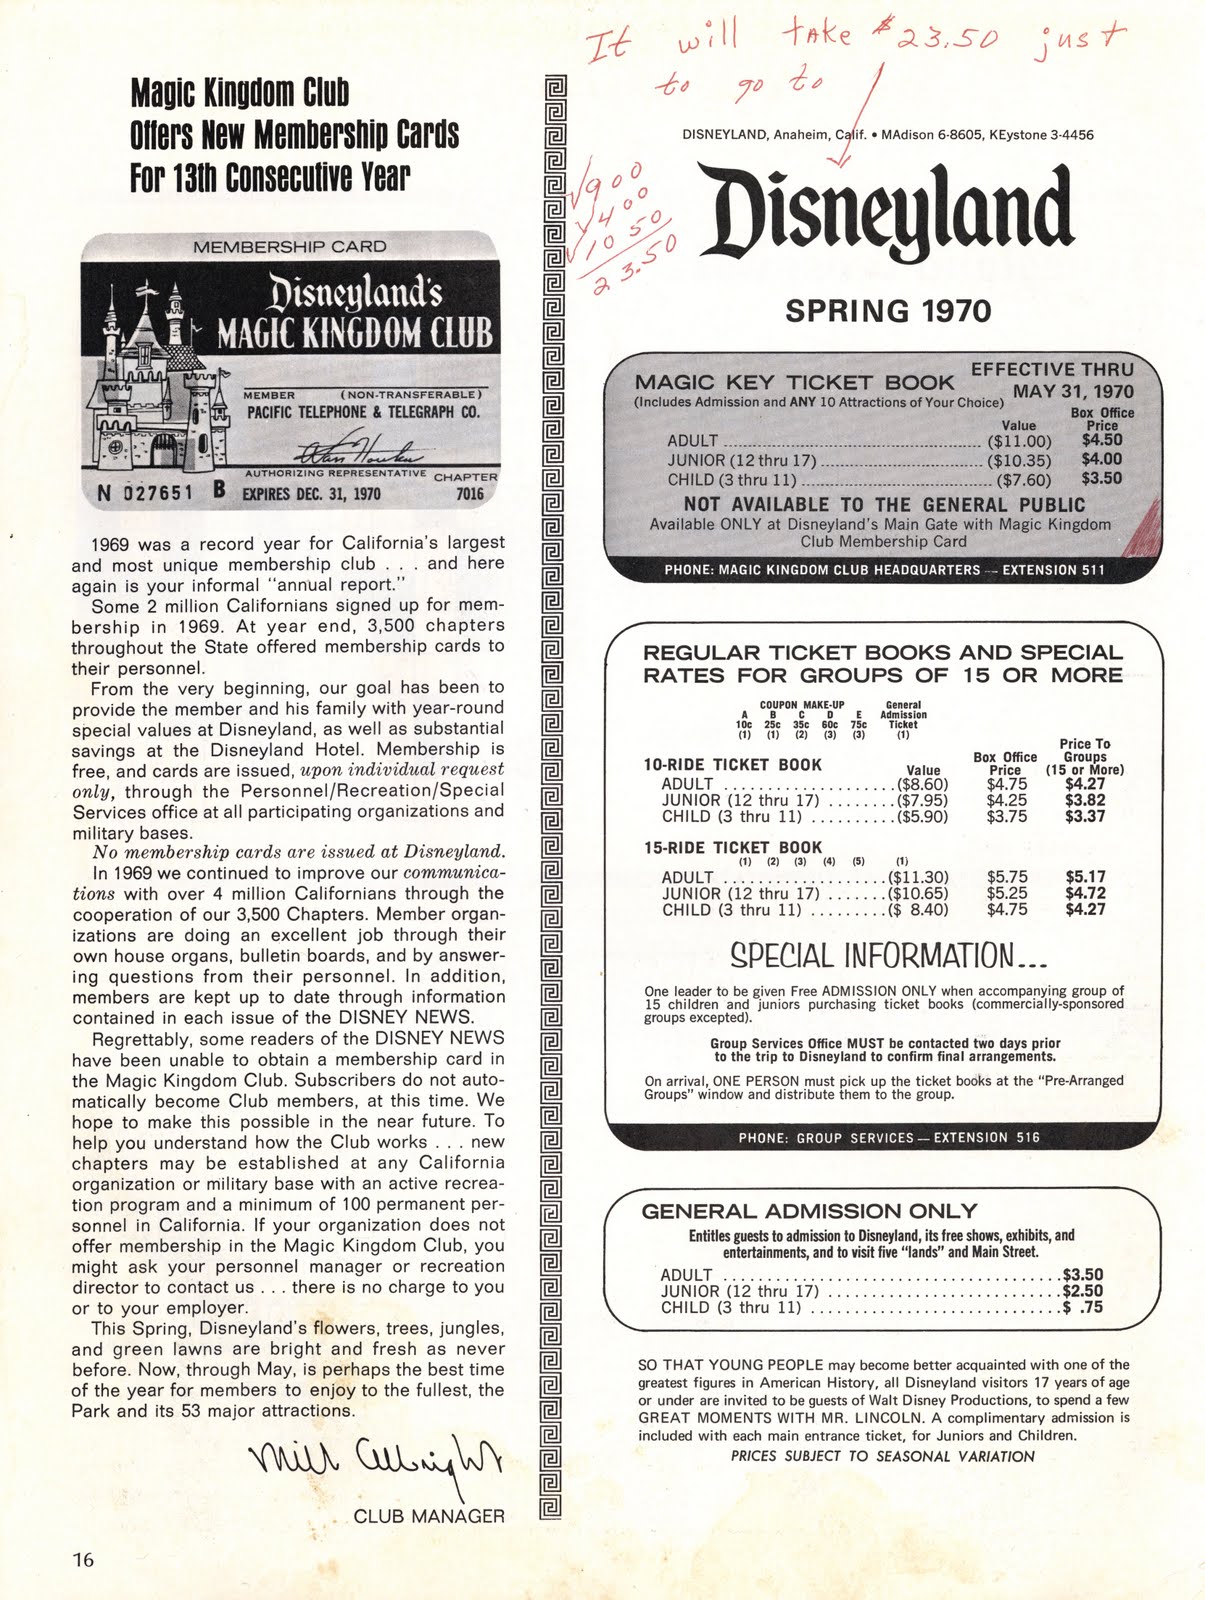 It will take $23.50 just
to go to
Magic Kingdom Club
Offers New Membership Cards
For 13th Consecutive Year
MEMBERSHIP CARD
Disneyland's
MAGIC KINGDOM CLUB
MEMBER (NON-TRANSFERABLE)
PACIFIC TELEPHONE & TELEGRAPH CO.
AUTHORIZING REPRESENTATIVE CHAPTER
N 027651 B EXPIRES DEC. 31, 1970 7016
1969 was a record year for California's largest
and most unique membership club . . . and here
again is your informal "annual report."
Some 2 million Californians signed up for mem-
bership in 1969. At year end, 3,500 chapters
throughout the State offered membership cards to
their personnel.
From the very beginning, our goal has been to
provide the member and his family with year-round
special values at Disneyland, as well as substantial
savings at the Disneyland Hotel. Membership is
free, and cards are issued, upon individual request
only, through the Personnel/Recreation/Special
Services office at all participating organizations and
military bases.
No membership cards are issued at Disneyland.
In 1969 we continued to improve our communica-
tions with over 4 million Californians through the
cooperation of our 3,500 Chapters. Member organ-
izations are doing an excellent job through their
own house organs, bulletin boards, and by answer-
ing questions from their personnel. In addition,
members are kept up to date through information
contained in each issue of the DISNEY NEWS.
Regrettably, some readers of the DISNEY NEWS
have been unable to obtain a membership card in
the Magic Kingdom Club. Subscribers do not auto-
matically become Club members, at this time. We
hope to make this possible in the near future. To
help you understand how the Club works . . . new
chapters may be established at any California
organization or military base with an active recrea-
tion program and a minimum of 100 permanent per-
sonnel in California. If your organization does not
offer membership in the Magic Kingdom Club, you
might ask your personnel manager or recreation
director to contact us . . . there is no charge to you
or to your employer.
This Spring, Disneyland's flowers, trees, jungles,
and green lawns are bright and fresh as never
before. Now, through May, is perhaps the best time
of the year for members to enjoy to the fullest, the
Park and its 53 major attractions.
Milt Albright
CLUB MANAGER
16
DISNEYLAND, Anaheim, Calif. • MAdison 6-8605, KEystone 3-4456
√900
√400
√1050
23.50
Disneyland
SPRING 1970
MAGIC KEY TICKET BOOK EFFECTIVE THRU
MAY 31, 1970
(Includes Admission and ANY 10 Attractions of Your Choice)
Value Box Office Price
ADULT ($11.00) $4.50
JUNIOR (12 thru 17) ($10.35) $4.00
CHILD (3 thru 11) ($7.60) $3.50
NOT AVAILABLE TO THE GENERAL PUBLIC
Available ONLY at Disneyland's Main Gate with Magic Kingdom
Club Membership Card
PHONE: MAGIC KINGDOM CLUB HEADQUARTERS — EXTENSION 511
REGULAR TICKET BOOKS AND SPECIAL
RATES FOR GROUPS OF 15 OR MORE
COUPON MAKE-UP General
A B C D E Admission
10c 25c 35c 60c 75c Ticket
(1) (1) (2) (3) (3) (1)
Price To
10-RIDE TICKET BOOK Box Office Groups
Value Price (15 or More)
ADULT ($8.60) $4.75 $4.27
JUNIOR (12 thru 17) ($7.95) $4.25 $3.82
CHILD (3 thru 11) ($5.90) $3.75 $3.37
15-RIDE TICKET BOOK
(1) (2) (3) (4) (5) (1)
ADULT ($11.30) $5.75 $5.17
JUNIOR (12 thru 17) ($10.65) $5.25 $4.72
CHILD (3 thru 11) ($ 8.40) $4.75 $4.27
SPECIAL INFORMATION...
One leader to be given Free ADMISSION ONLY when accompanying group of
15 children and juniors purchasing ticket books (commercially-sponsored
groups excepted).
Group Services Office MUST be contacted two days prior
to the trip to Disneyland to confirm final arrangements.
On arrival, ONE PERSON must pick up the ticket books at the "Pre-Arranged
Groups" window and distribute them to the group.
PHONE: GROUP SERVICES — EXTENSION 516
GENERAL ADMISSION ONLY
Entitles guests to admission to Disneyland, its free shows, exhibits, and
entertainments, and to visit five "lands" and Main Street.
ADULT $3.50
JUNIOR (12 thru 17) $2.50
CHILD (3 thru 11) $ .75
SO THAT YOUNG PEOPLE may become better acquainted with one of the
greatest figures in American History, all Disneyland visitors 17 years of age
or under are invited to be guests of Walt Disney Productions, to spend a few
GREAT MOMENTS WITH MR. LINCOLN. A complimentary admission is
included with each main entrance ticket, for Juniors and Children.
PRICES SUBJECT TO SEASONAL VARIATION